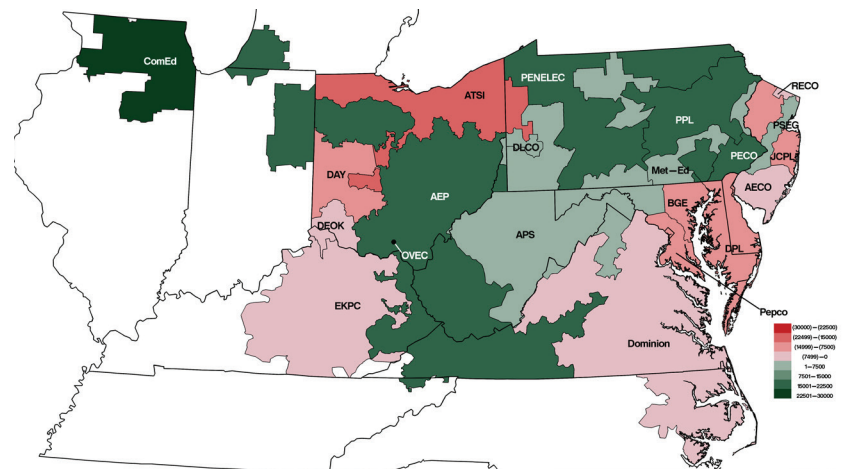 ComEd
PENELEC
RECO
ATSI
PPL
PSEG
DLCO
PECO
JCPL
Met—Ed
DAY
AECO
AEP
BGE
DEOK
APS
DPL
OVEC
EKPC
Pepco
Dominion
(30000)—(22500)
(22499)—(15000)
(14999)—(7500)
(7499)—0
1—7500
7501—15000
15001—22500
22501—30000